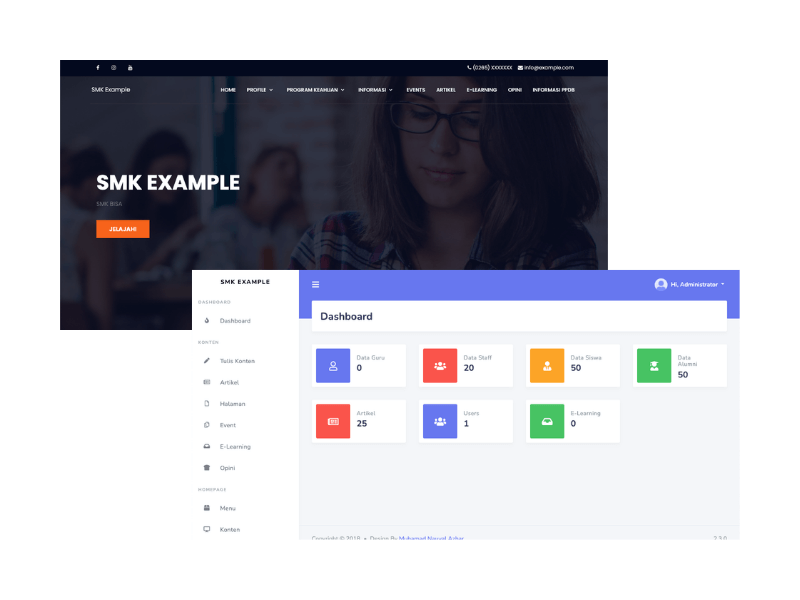 (0265) XXXXXXX info@example.com
SMK Example
HOME PROFILE PROGRAM KEAHLIAN INFORMASI EVENTS ARTIKEL E-LEARNING OPINI INFORMASI PPDB
SMK EXAMPLE
SMK BISA
JELAJAHI
SMK EXAMPLE
DASHBOARD
Dashboard
KONTEN
Tulis Konten
Artikel
Halaman
Event
E-Learning
Opini
HOMEPAGE
Menu
Konten
Hi, Administrator
Dashboard
Data Guru
0
Data Staff
20
Data Siswa
50
Data
Alumni
50
Artikel
25
Users
1
E-Learning
0
Copyright © 2019 • Design By Muhamad Nauval Azhar
2.3.0